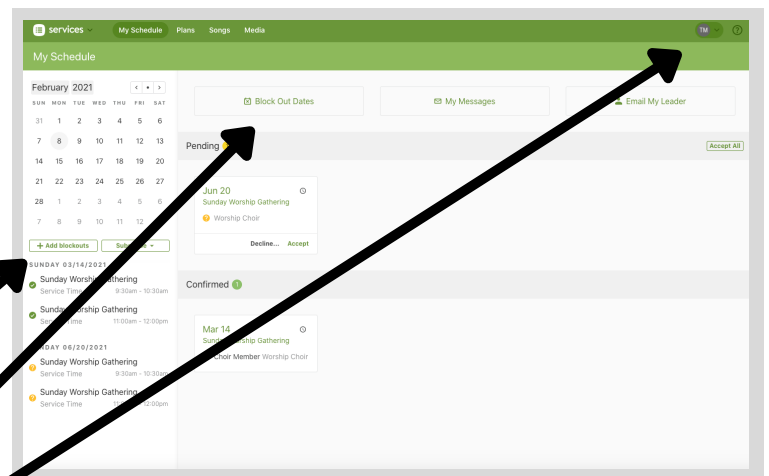 services My Schedule Plans Songs Media TM ?
My Schedule
February 2021
SUN MON TUE WED THU FRI SAT
31 1 2 3 4 5 6
7 8 9 10 11 12 13
14 15 16 17 18 19 20
21 22 23 24 25 26 27
28 1 2 3 4 5 6
7 8 9 10 11 12
+ Add blockouts
SUNDAY 03/14/2021
Sunday Worship Gathering
Service Time 9:30am - 10:30am
Sunday Worship Gathering
Service Time 11:00am - 12:00pm
06/20/2021
Sunday Worship Gathering
Service Time 9:30am - 10:30am
Sunday Worship Gathering
Service Time 12:00pm
Block Out Dates My Messages Email My Leader
Pending Accept All
Jun 20
Sunday Worship Gathering
? Worship Choir
Decline... Accept
Confirmed 1
Mar 14
Sunday Worship Gathering
Choir Member Worship Choir